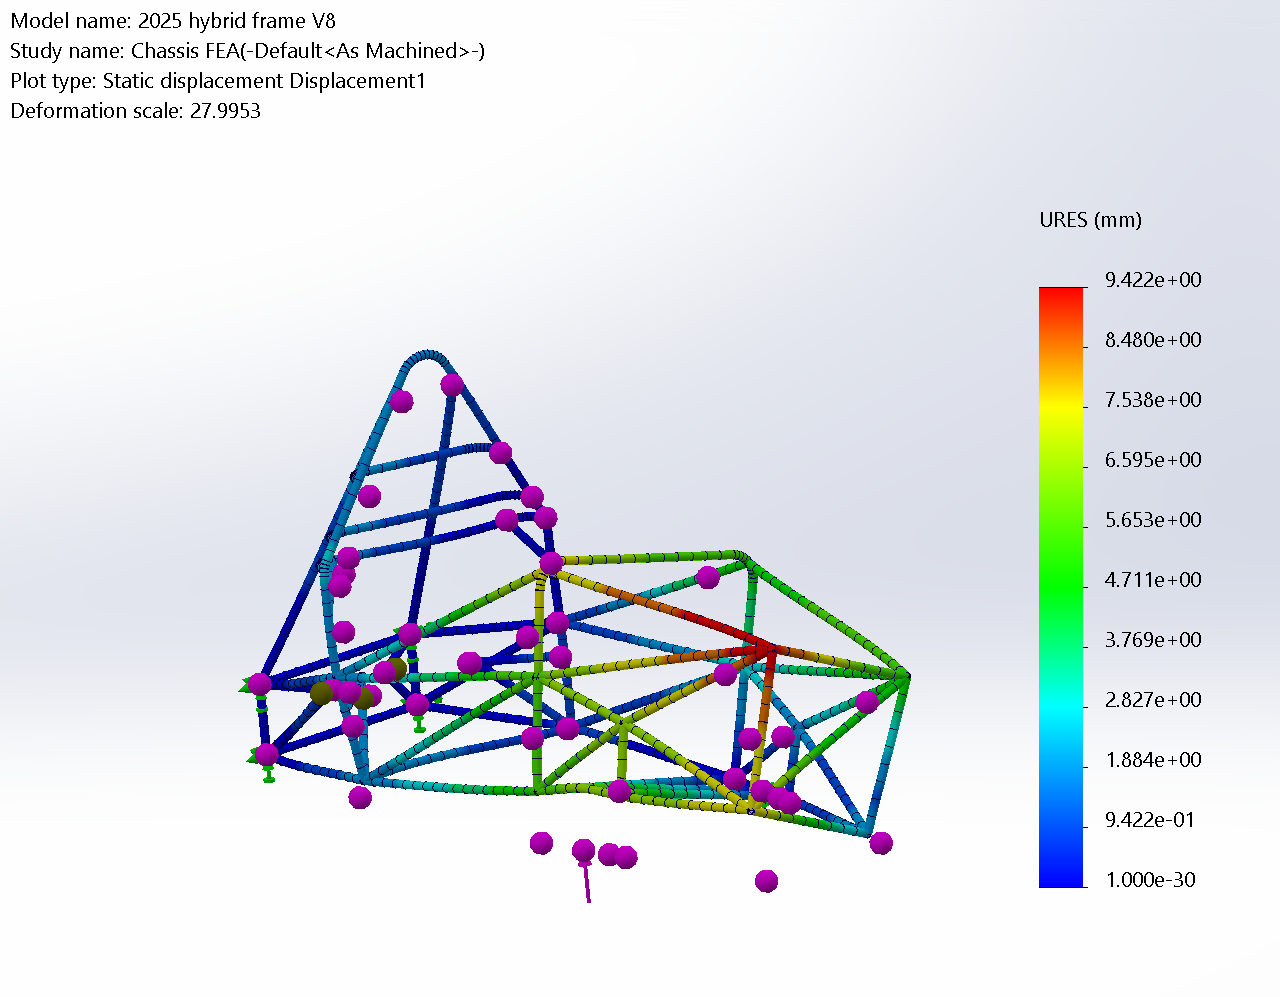 Model name: 2025 hybrid frame V8
Study name: Chassis FEA(-Default<As Machined>-)
Plot type: Static displacement Displacement1
Deformation scale: 27.9953
URES (mm)
9.422e+00
8.480e+00
7.538e+00
6.595e+00
5.653e+00
4.711e+00
3.769e+00
2.827e+00
1.884e+00
9.422e-01
1.000e-30